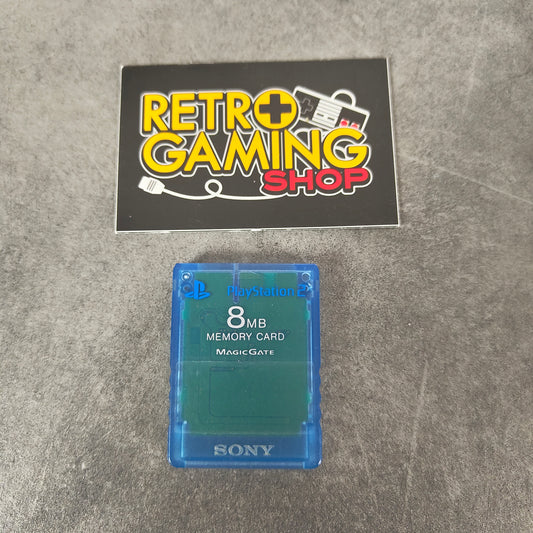 RETRO
GAMING
SHOP
PlayStation 2
8MB
MEMORY CARD
MAGICGATE
SONY